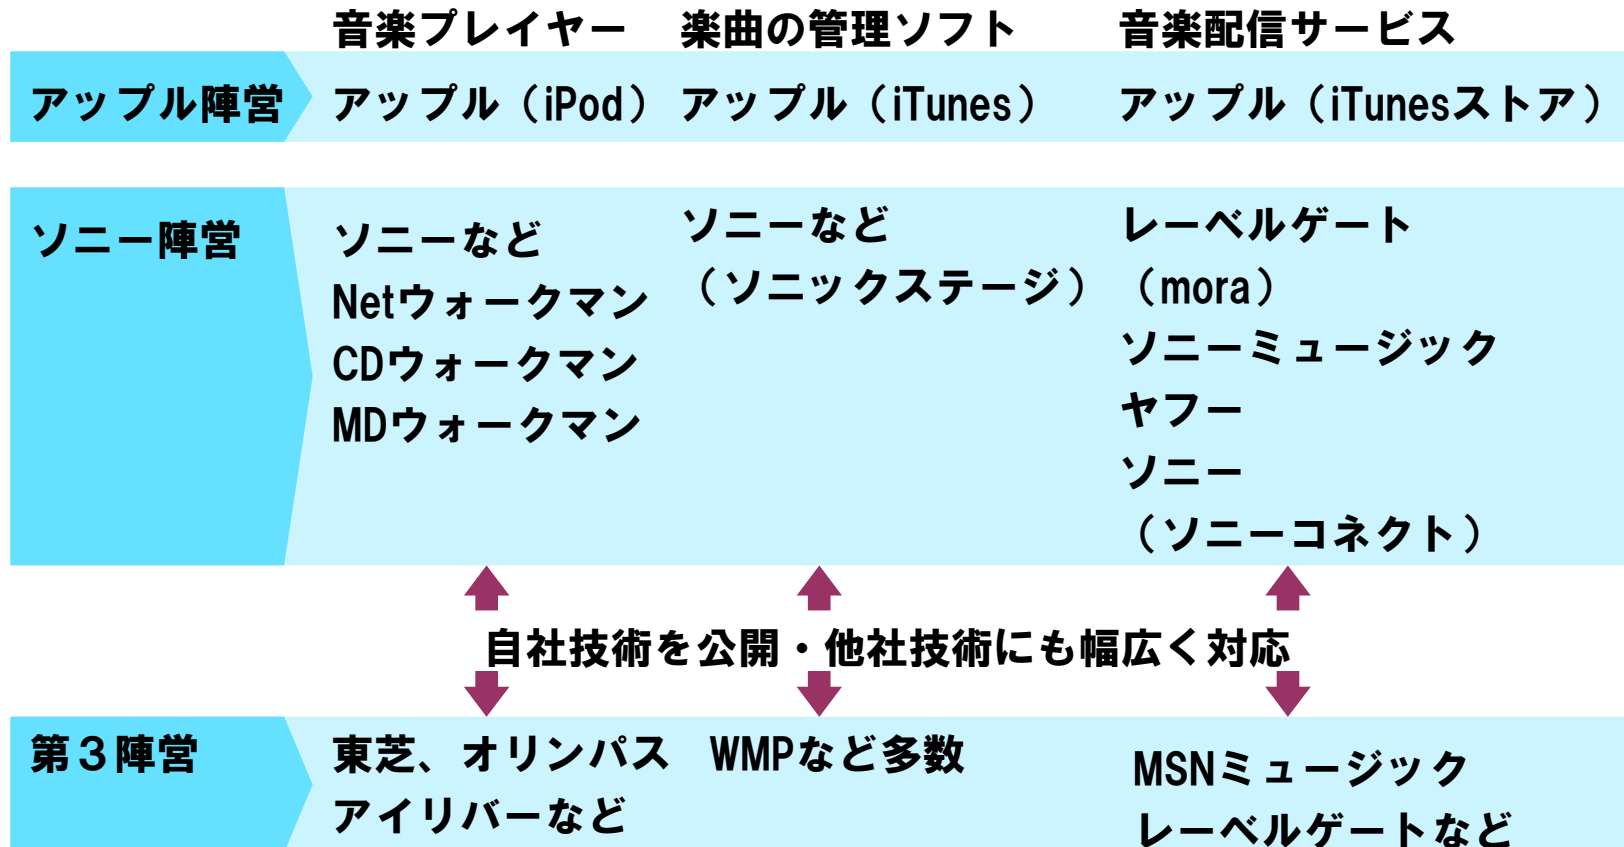 音楽プレイヤー 楽曲の管理ソフト 音楽配信サービス
アップル陣営 アップル（iPod） アップル（iTunes） アップル（iTunesストア）
ソニー陣営
ソニーなど
Netウォークマン
CDウォークマン
MDウォークマン
ソニーなど
（ソニックステージ）
レーベルゲート
（mora）
ソニーミュージック
ヤフー
ソニー
（ソニーコネクト）
自社技術を公開・他社技術にも幅広く対応
第３陣営
東芝、オリンパス
アイリバーなど
WMPなど多数
MSNミュージック
レーベルゲートなど